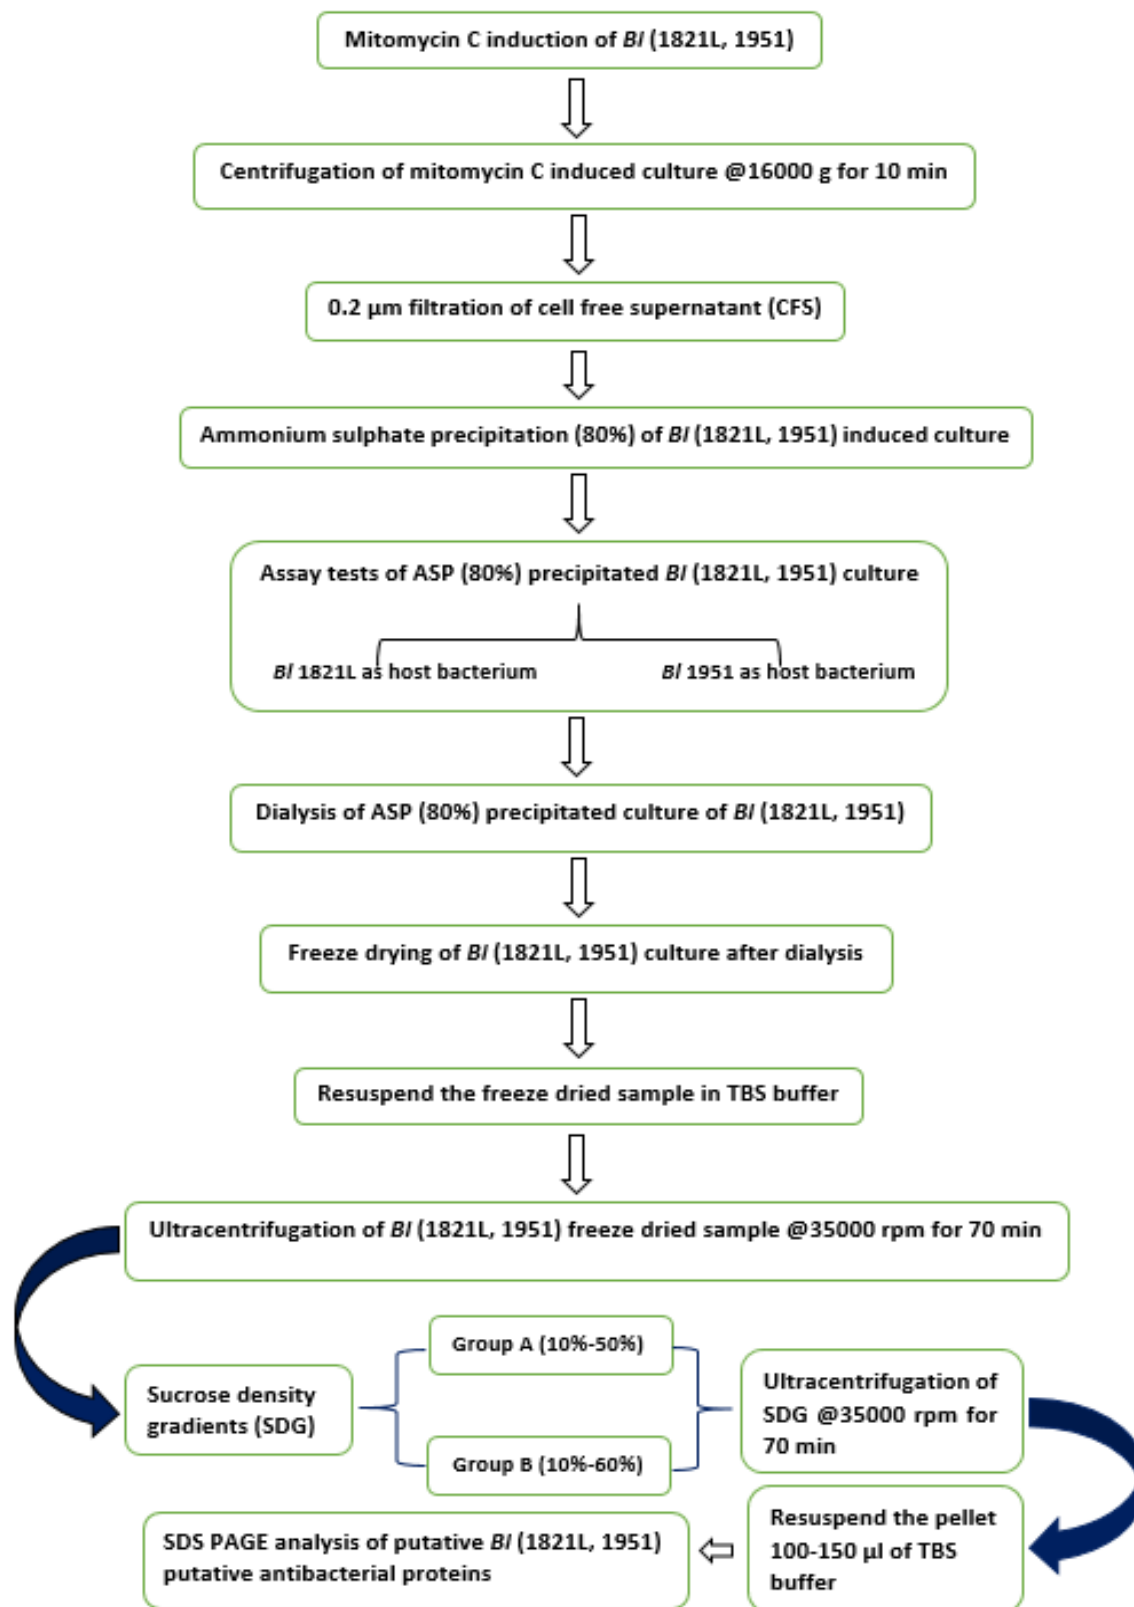 Mitomycin C induction of Bl (1821L, 1951)
Centrifugation of mitomycin C induced culture @16000 g for 10 min
0.2 µm filtration of cell free supernatant (CFS)
Ammonium sulphate precipitation (80%) of Bl (1821L, 1951) induced culture
Assay tests of ASP (80%) precipitated Bl (1821L, 1951) culture
Bl 1821L as host bacterium
Bl 1951 as host bacterium
Dialysis of ASP (80%) precipitated culture of Bl (1821L, 1951)
Freeze drying of Bl (1821L, 1951) culture after dialysis
Resuspend the freeze dried sample in TBS buffer
Ultracentrifugation of Bl (1821L, 1951) freeze dried sample @35000 rpm for 70 min
Sucrose density
gradients (SDG)
Group A (10%-50%)
Group B (10%-60%)
Ultracentrifugation of
SDG @35000 rpm for
70 min
Resuspend the pellet
100-150 µl of TBS
buffer
SDS PAGE analysis of putative Bl (1821L, 1951)
putative antibacterial proteins